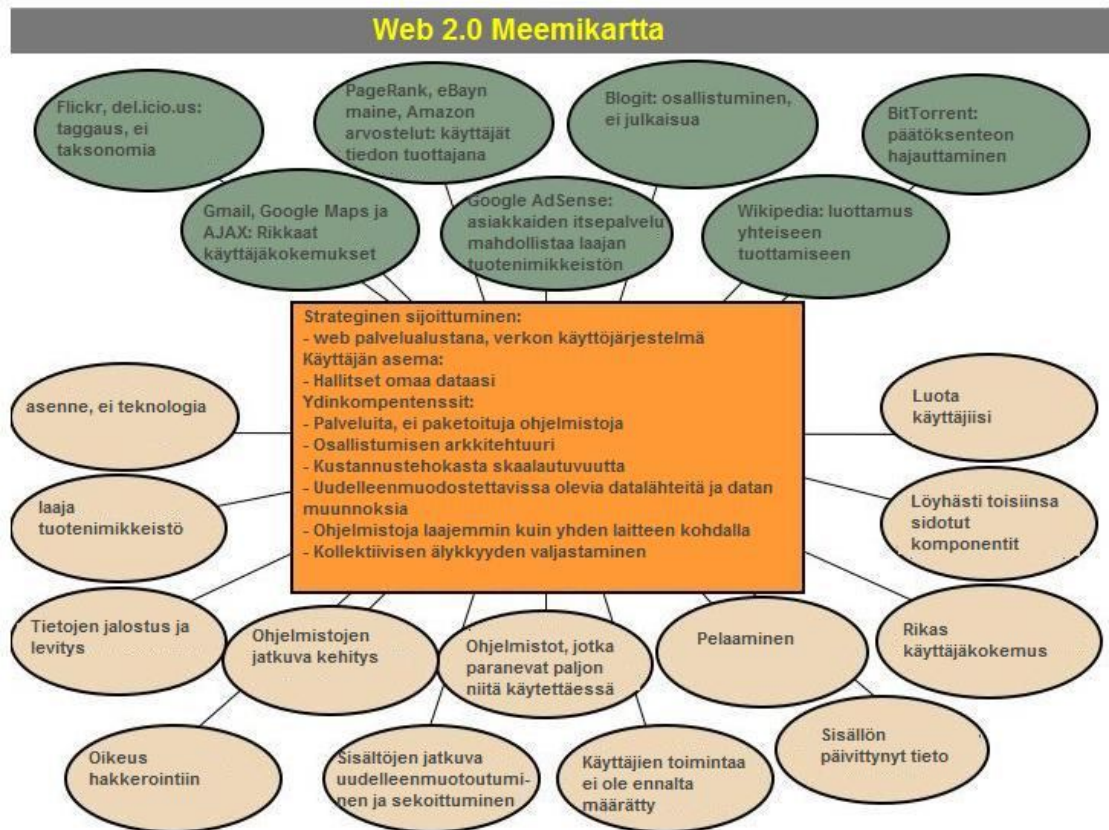 Web 2.0 Meemikartta
Flickr, del.icio.us:
taggaus, ei
taksonomia
PageRank, eBayn
maine, Amazon
arvostelut: käyttäjät
tiedon tuottajana
Blogit: osallistuminen,
ei julkaisua
BitTorrent:
päätöksenteon
hajauttaminen
Gmail, Google Maps ja
AJAX: Rikkaat
käyttäjäkokemukset
Google AdSense:
asiakkaiden itsepalvelu
mahdollistaa laajan
tuotenimikkeistön
Wikipedia: luottamus
yhteiseen
tuottamiseen
Strateginen sijoittuminen:
- web palvelualustana, verkon käyttöjärjestelmä
Käyttäjän asema:
- Hallitset omaa dataasi
Ydinkompentenssit:
- Palveluita, ei paketoituja ohjelmistoja
- Osallistumisen arkkitehtuuri
- Kustannustehokasta skaalautuvuutta
- Uudelleenmuodostettavissa olevia datalähteitä ja datan
muunnoksia
- Ohjelmistoja laajemmin kuin yhden laitteen kohdalla
- Kollektiivisen älykkyyden valjastaminen
asenne, ei teknologia
Luota
käyttäjiisi
laaja
tuotenimikkeistö
Löyhästi toisiinsa
sidotut
komponentit
Tietojen jalostus ja
levitys
Ohjelmistojen
jatkuva kehitys
Ohjelmistot, jotka
paranevat paljon
niitä käytettäessä
Pelaaminen
Rikas
käyttäjäkokemus
Oikeus
hakkerointiin
Sisältöjen jatkuva
uudelleenmuotoutumi-
nen ja sekoittuminen
Käyttäjien toimintaa
ei ole ennalta
määrätty
Sisällön
päivittynyt tieto